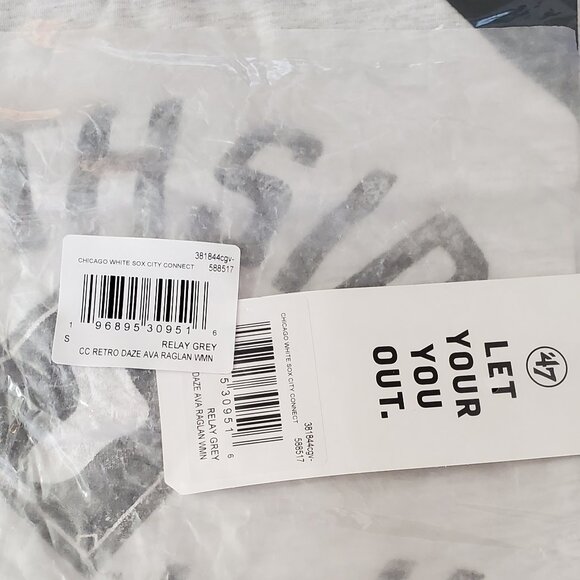 THSID
381844cgv-
CHICAGO WHITE SOX CITY CONNECT 588517
1 96895 30951 6
S RELAY GREY
CC RETRO DAZE AVA RAGLAN WMN
381844cgv-
CHICAGO WHITE SOX CITY CONNECT 588517
5 30951 6
RELAY GREY
DAZE AVA RAGLAN WMN
'47
LET
YOUR
YOU
OUT.